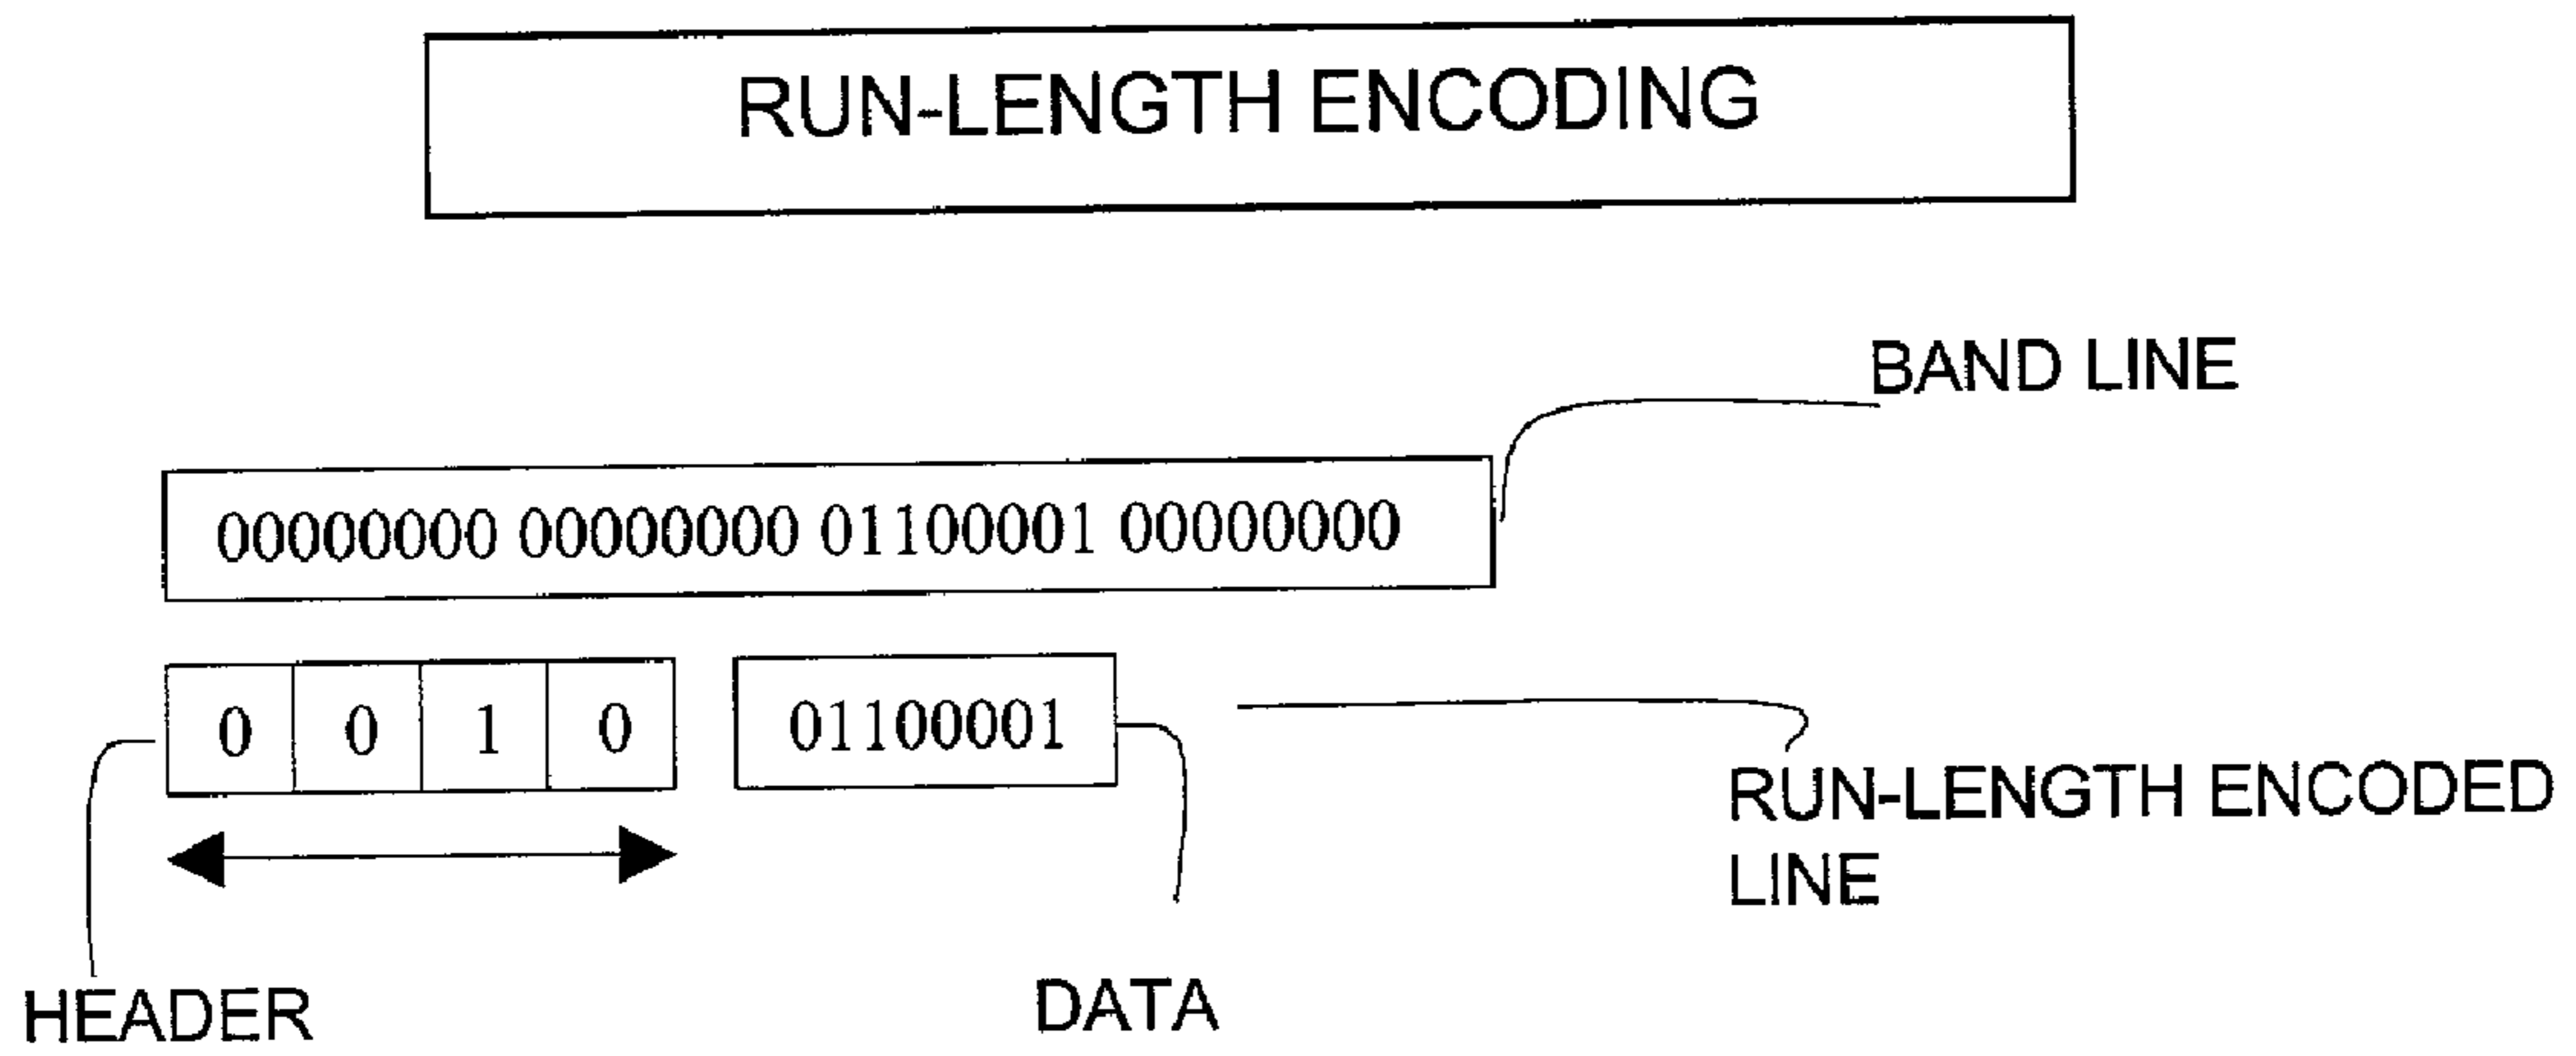 RUN-LENGTH ENCODING
BAND LINE
00000000 00000000 01100001 00000000
0 0 1 0 01100001
RUN-LENGTH ENCODED
LINE
HEADER
DATA